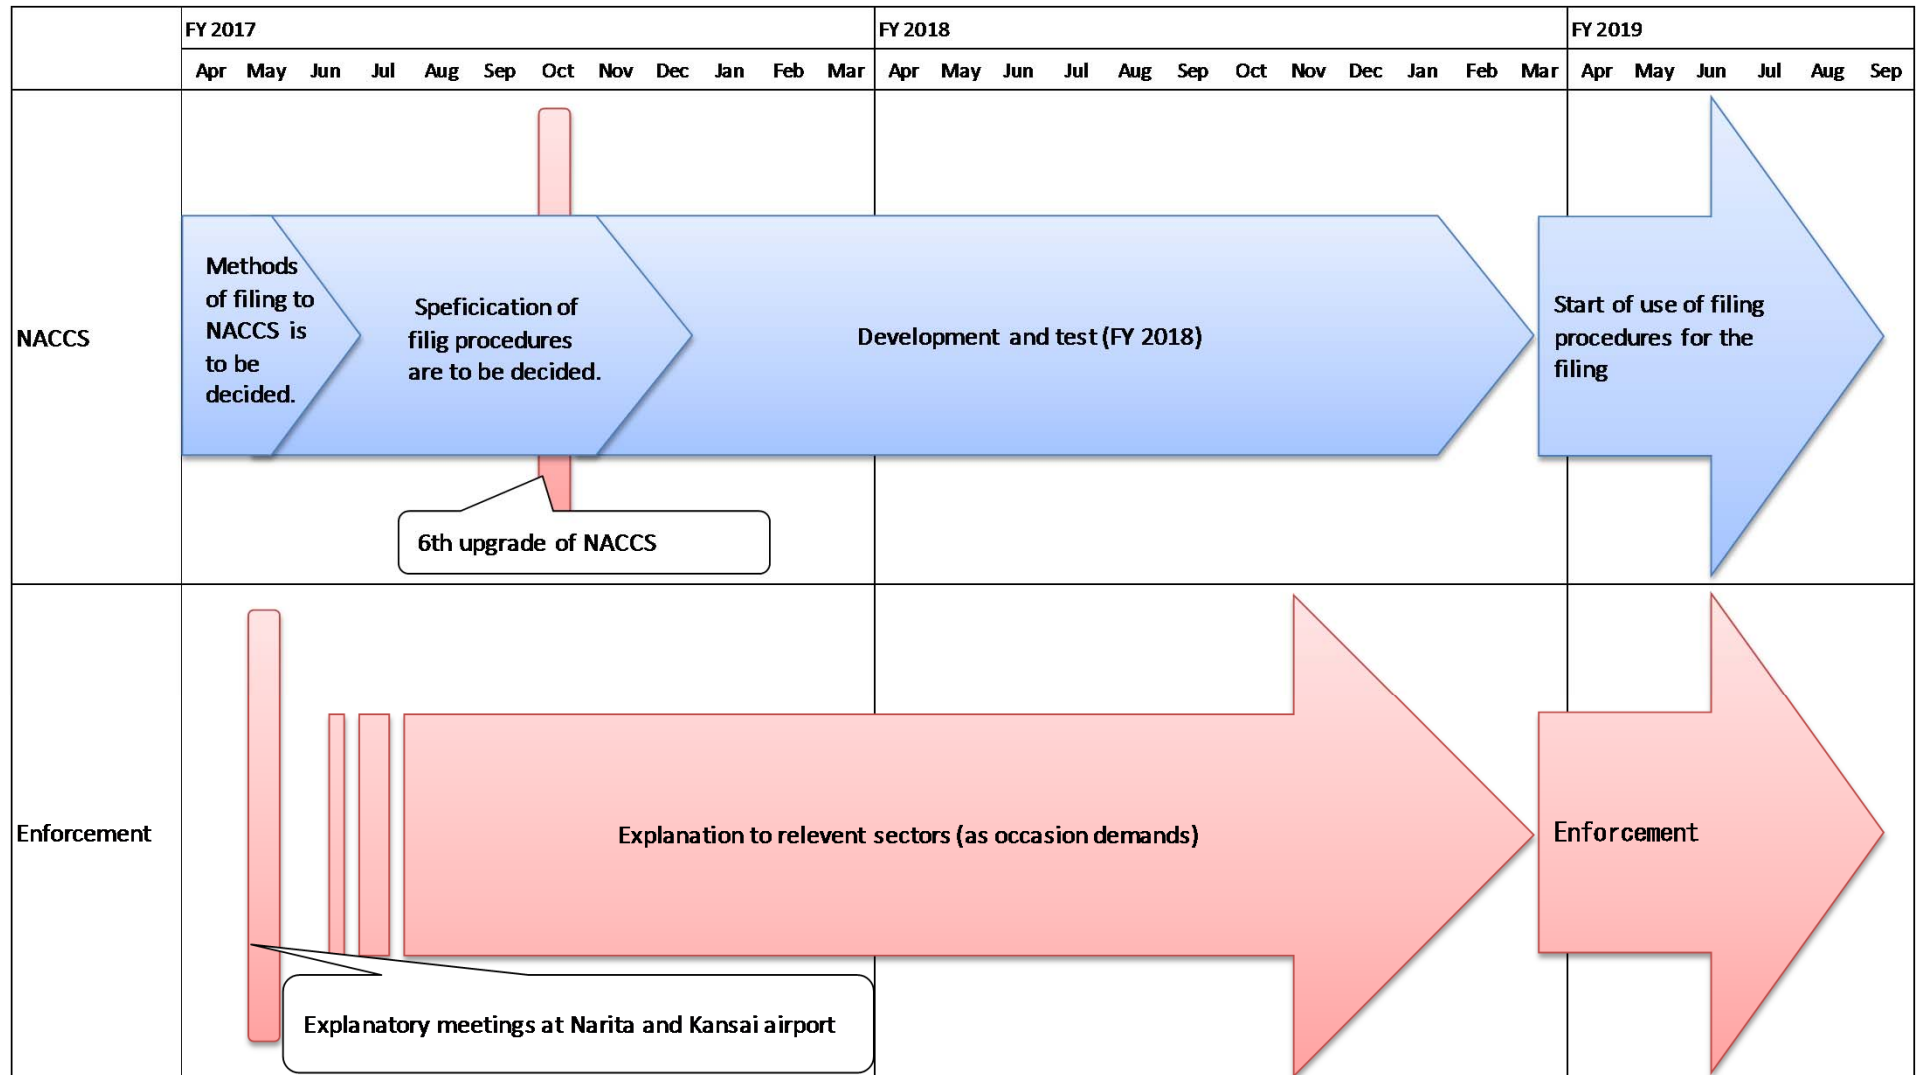 FY 2017 FY 2018 FY 2019
Apr May Jun Jul Aug Sep Oct Nov Dec Jan Feb Mar Apr May Jun Jul Aug Sep Oct Nov Dec Jan Feb Mar Apr May Jun Jul Aug Sep
NACCS
Methods
of filing to
NACCS is
to be
decided.
Speficication of
filig procedures
are to be decided.
Development and test (FY 2018)
Start of use of filing
procedures for the
filing
6th upgrade of NACCS
Enforcement
Explanation to relevent sectors (as occasion demands)
Enforcement
Explanatory meetings at Narita and Kansai airport